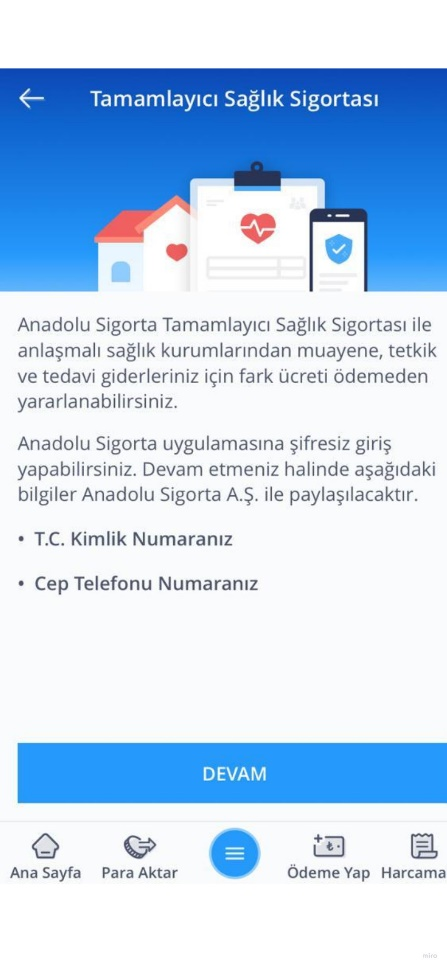 Tamamlayıcı Sağlık Sigortası
Anadolu Sigorta Tamamlayıcı Sağlık Sigortası ile
anlaşmalı sağlık kurumlarından muayene, tetkik
ve tedavi giderleriniz için fark ücreti ödemeden
yararlanabilirsiniz.
Anadolu Sigorta uygulamasına şifresiz giriş
yapabilirsiniz. Devam etmeniz halinde aşağıdaki
bilgiler Anadolu Sigorta A.Ş. ile paylaşılacaktır.
• T.C. Kimlik Numaranız
• Cep Telefonu Numaranız
DEVAM
Ana Sayfa Para Aktar Ödeme Yap Harcama
miro